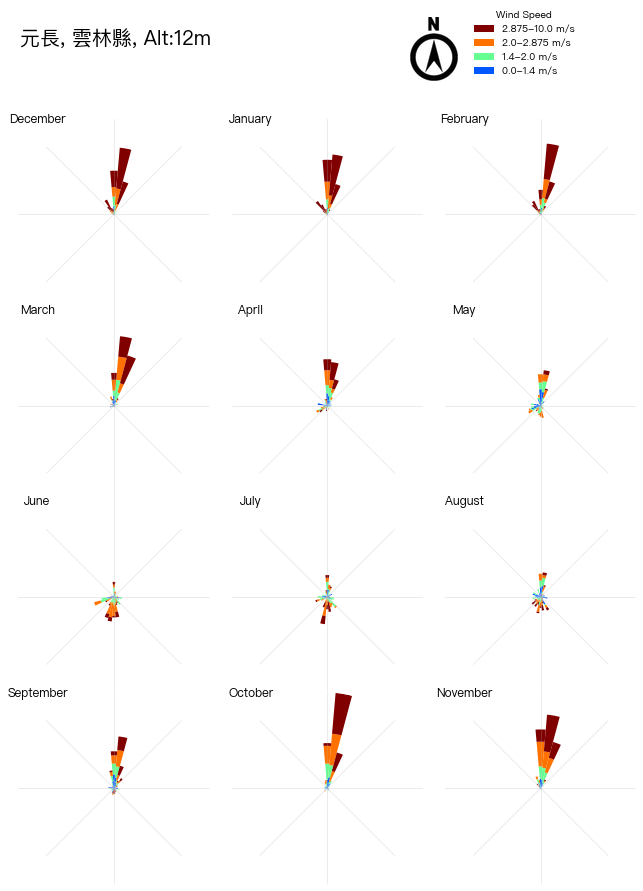 元長, 雲林縣, Alt:12m
N
Wind Speed
2.875–10.0 m/s
2.0–2.875 m/s
1.4–2.0 m/s
0.0–1.4 m/s
December
January
February
March
April
May
June
July
August
September
October
November